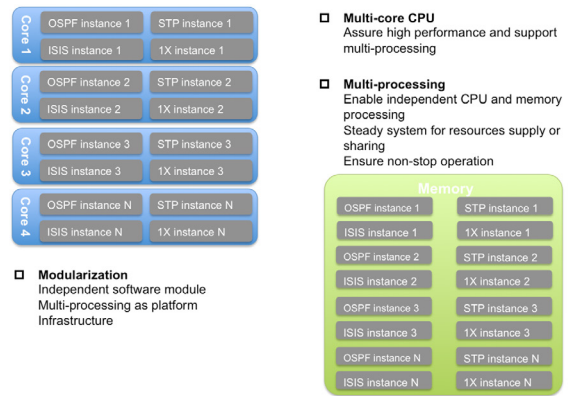 Core 1
OSPF instance 1
STP instance 1
ISIS instance 1
1X instance 1
Core 2
OSPF instance 2
STP instance 2
ISIS instance 2
1X instance 2
Core 3
OSPF instance 3
STP instance 3
ISIS instance 3
1X instance 3
Core 4
OSPF instance N
STP instance N
ISIS instance N
1X instance N
Modularization
Independent software module
Multi-processing as platform
Infrastructure
Multi-core CPU
Assure high performance and support
multi-processing
Multi-processing
Enable independent CPU and memory
processing
Steady system for resources supply or
sharing
Ensure non-stop operation
Memory
OSPF instance 1
STP instance 1
ISIS instance 1
1X instance 1
OSPF instance 2
STP instance 2
ISIS instance 2
1X instance 2
OSPF instance 3
STP instance 3
ISIS instance 3
1X instance 3
OSPF instance N
STP instance N
ISIS instance N
1X instance N